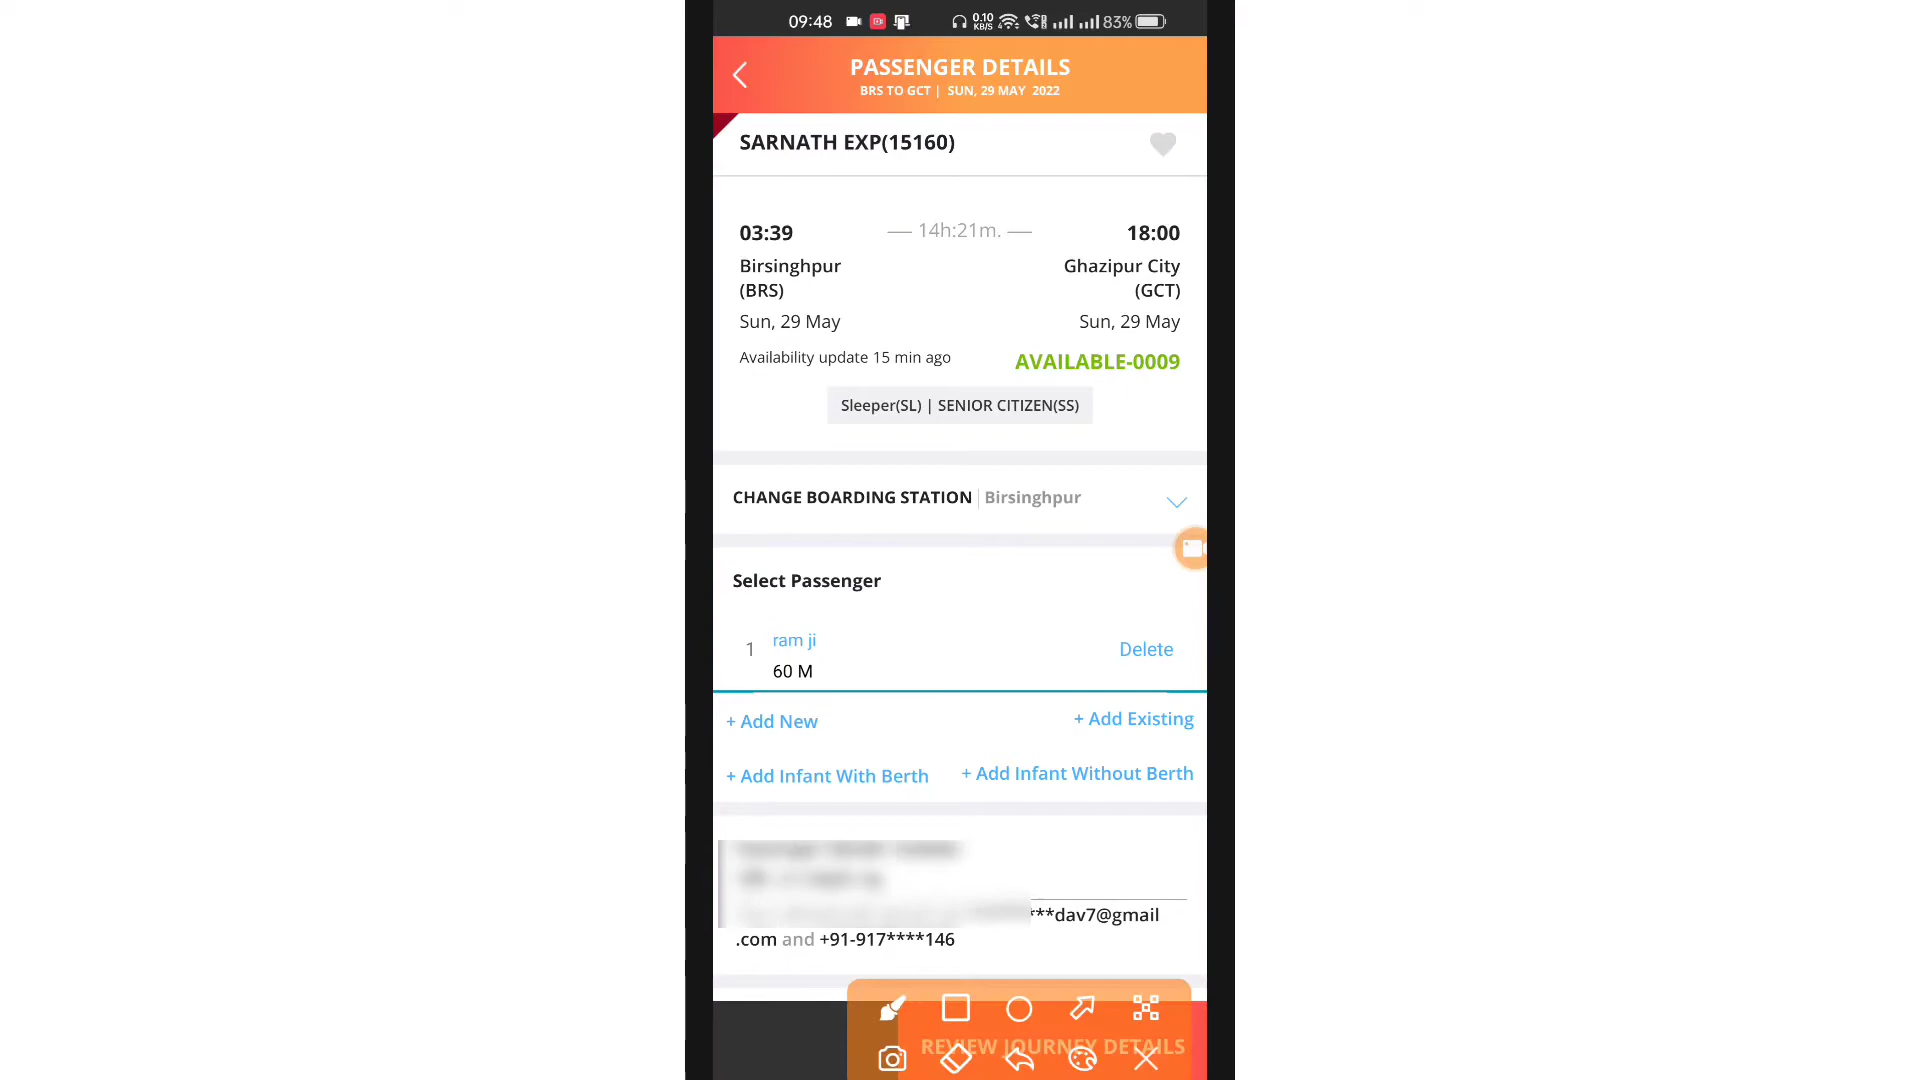 09:48 0.10 KB/S 83%
PASSENGER DETAILS
BRS TO GCT | SUN, 29 MAY 2022
SARNATH EXP(15160)
03:39 — 14h:21m. — 18:00
Birsinghpur Ghazipur City
(BRS) (GCT)
Sun, 29 May Sun, 29 May
Availability update 15 min ago AVAILABLE-0009
Sleeper(SL) | SENIOR CITIZEN(SS)
CHANGE BOARDING STATION | Birsinghpur
Select Passenger
1 ram ji Delete
60 M
+ Add New + Add Existing
+ Add Infant With Berth + Add Infant Without Berth
***dav7@gmail
.com and +91-917****146
REVIEW JOURNEY DETAILS